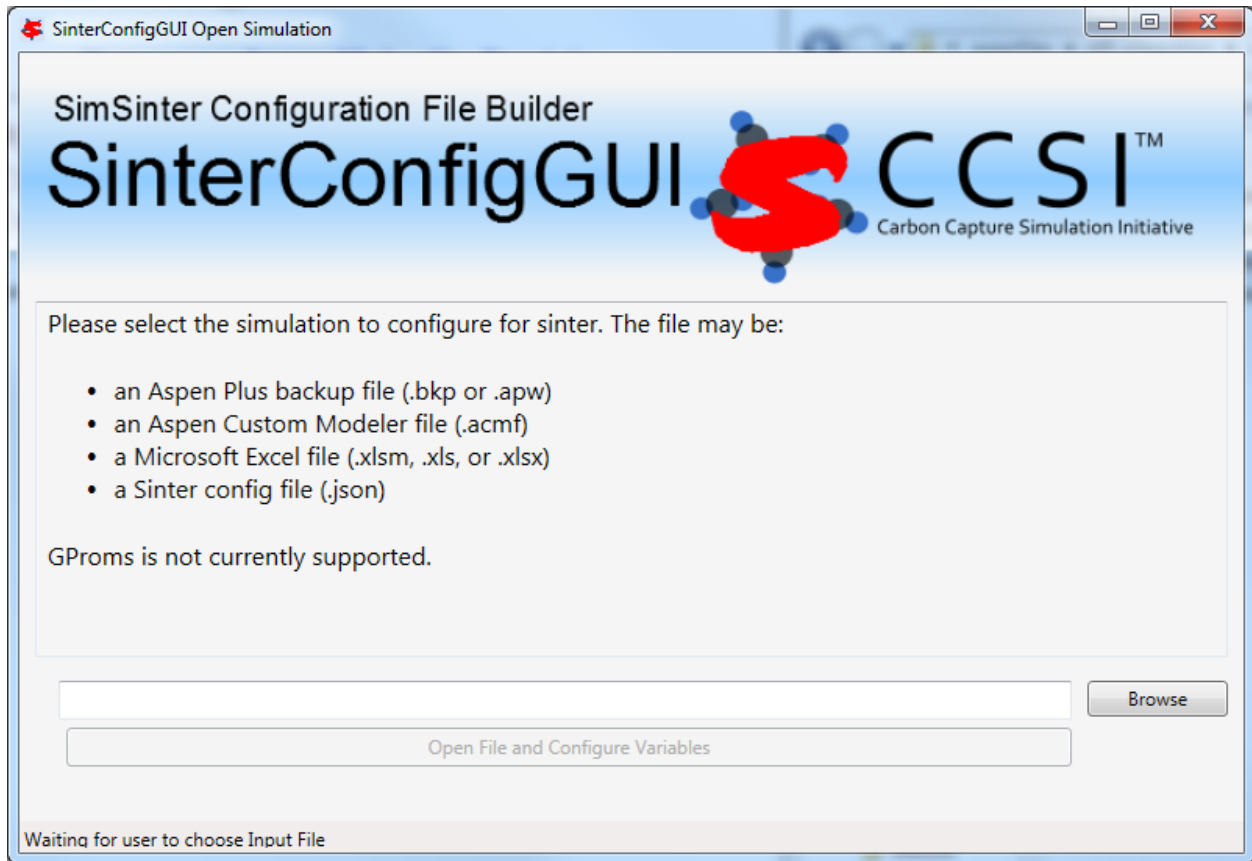 SinterConfigGUI Open Simulation
SimSinter Configuration File Builder
SinterConfigGUI
CCSI™
Carbon Capture Simulation Initiative
Please select the simulation to configure for sinter. The file may be:
• an Aspen Plus backup file (.bkp or .apw)
• an Aspen Custom Modeler file (.acmf)
• a Microsoft Excel file (.xlsm, .xls, or .xlsx)
• a Sinter config file (.json)
GProms is not currently supported.
Browse
Open File and Configure Variables
Waiting for user to choose Input File